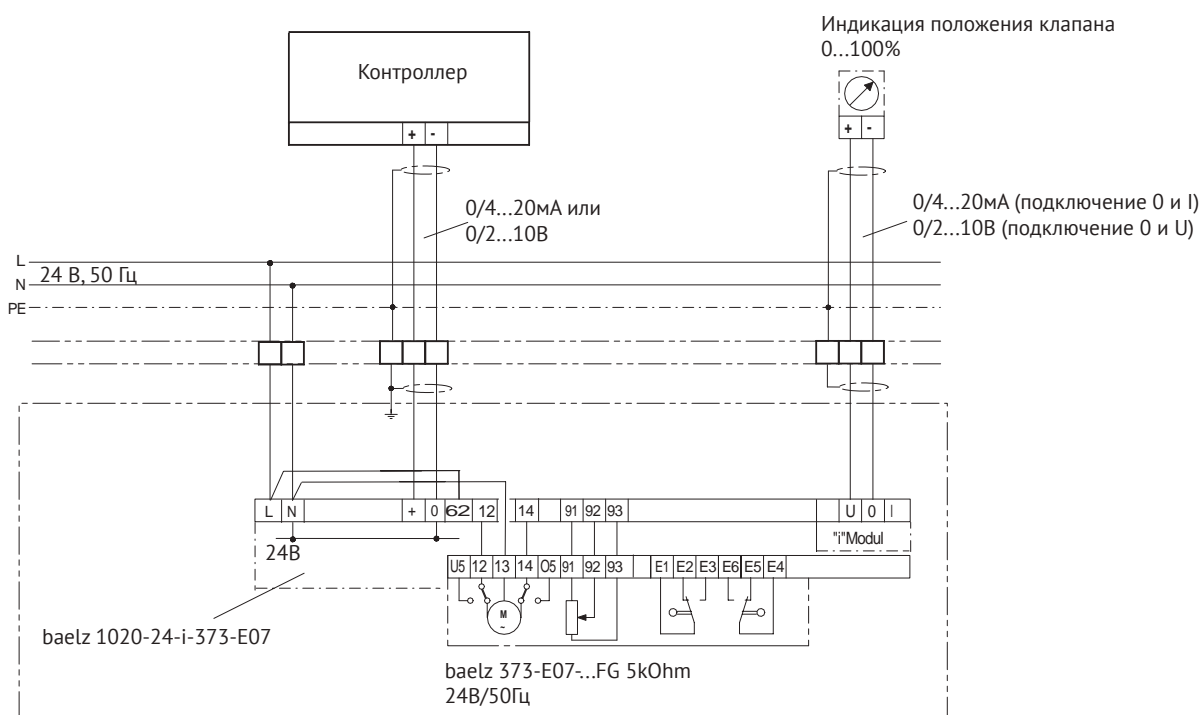 Индикация положения клапана
0...100%
Контроллер
+ -
+ -
0/4...20мА или
0/2...10В
0/4...20мА (подключение 0 и I)
0/2...10В (подключение 0 и U)
L
N
24 В, 50 Гц
PE
L N + 0 62 12 14 91 92 93 U 0 I
"i"Modul
24В
U5 12 13 14 O5 91 92 93 E1 E2 E3 E6 E5 E4
M
~
baelz 1020-24-i-373-E07
baelz 373-E07-...FG 5kOhm
24В/50Гц